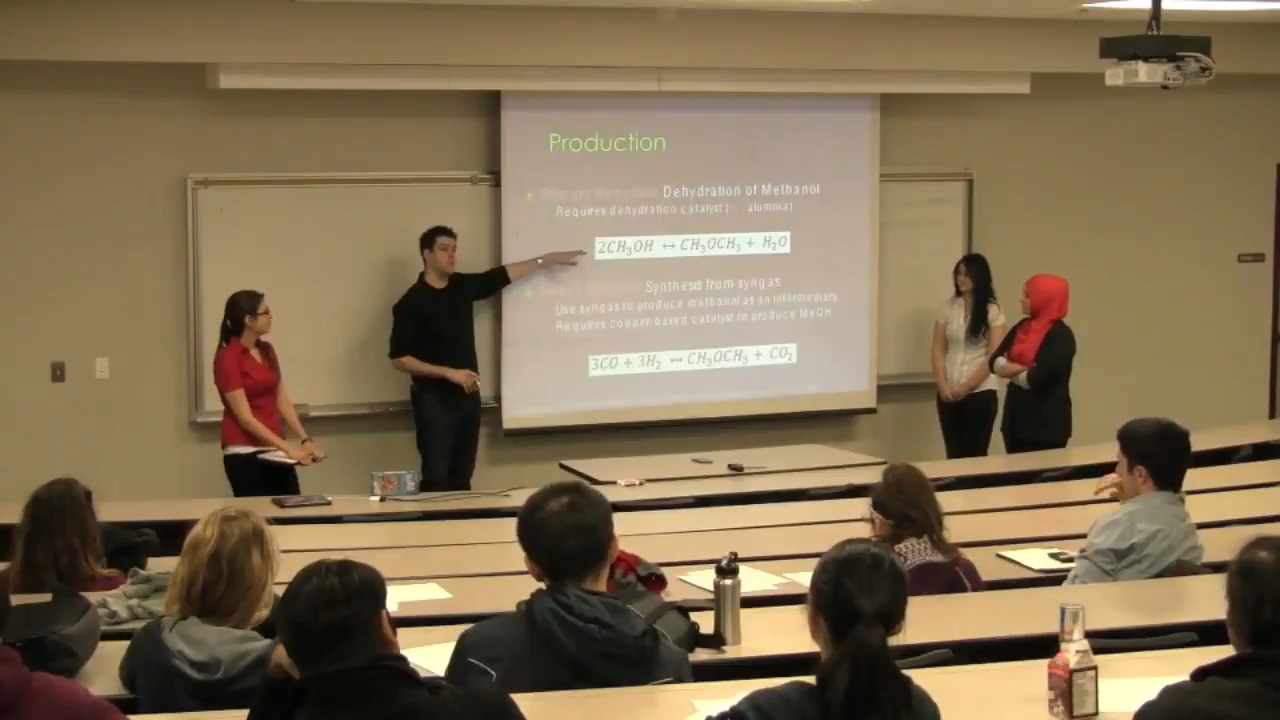 Production
Dehydration of Methanol
Requires dehydration catalyst ( alumina)
2CH₃OH ↔ CH₃OCH₃ + H₂O
Synthesis from syngas
Use syngas to produce methanol as an intermediary
Requires copper based catalyst to produce MeOH
3CO + 3H₂ ↔ CH₃OCH₃ + CO₂